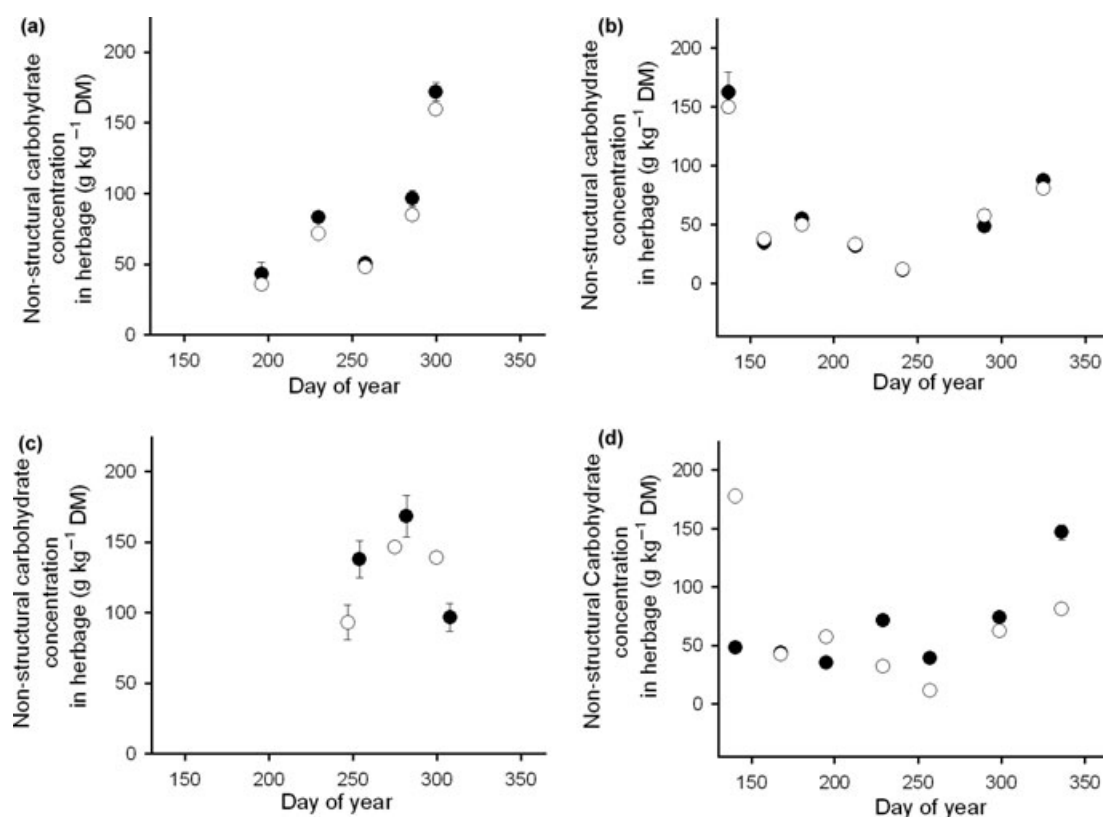 (a)
Non-structural carbohydrate
concentration
in herbage (g kg⁻¹ DM)
200
150
100
50
0
150 200 250 300 350
Day of year
(b)
Non-structural carbohydrate
concentration
in herbage (g kg⁻¹ DM)
200
150
100
50
0
150 200 250 300 350
Day of year
(c)
Non-structural carbohydrate
concentration
in herbage (g kg⁻¹ DM)
200
150
100
50
0
150 200 250 300 350
Day of year
(d)
Non-structural Carbohydrate
concentration
in herbage (g kg⁻¹ DM)
200
150
100
50
0
150 200 250 300 350
Day of year